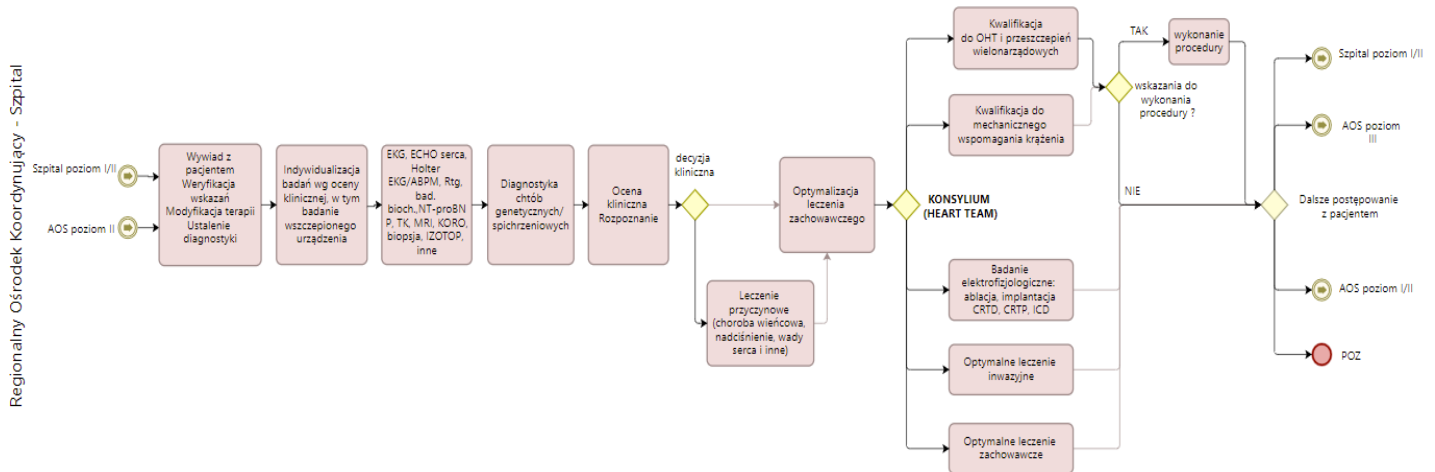 Regionalny Ośrodek Koordynujący - Szpital
Szpital poziom I/II
AOS poziom II
Wywiad z
pacjentem
Weryfikacja
wskazań
Modyfikacja terapii
Ustalenie
diagnostyki
Indywidualizacja
badań wg oceny
klinicznej, w tym
badanie
wszczepionego
urządzenia
EKG, ECHO serca,
Holter
EKG/ABPM, Rtg,
bad.
bioch.,NT-proBN
P, TK, MRI, KORO,
biopsja, IZOTOP,
inne
Diagnostyka
chtób
genetycznych/
spichrzeniowych
Ocena
kliniczna
Rozpoznanie
decyzja
kliniczna
Leczenie
przyczynowe
(choroba wieńcowa,
nadciśnienie, wady
serca i inne)
Optymalizacja
leczenia
zachowawczego
KONSYLIUM
(HEART TEAM)
Kwalifikacja
do OHT i przeszczepień
wielonarządowych
Kwalifikacja do
mechanicznego
wspomagania krążenia
Badanie
elektrofizjologiczne:
ablacja, implantacja
CRTD, CRTP, ICD
Optymalne leczenie
inwazyjne
Optymalne leczenie
zachowawcze
TAK
wykonanie
procedury
wskazania do
wykonania
procedury ?
NIE
Szpital poziom I/II
AOS poziom
III
Dalsze postępowanie
z pacjentem
AOS poziom I/II
POZ